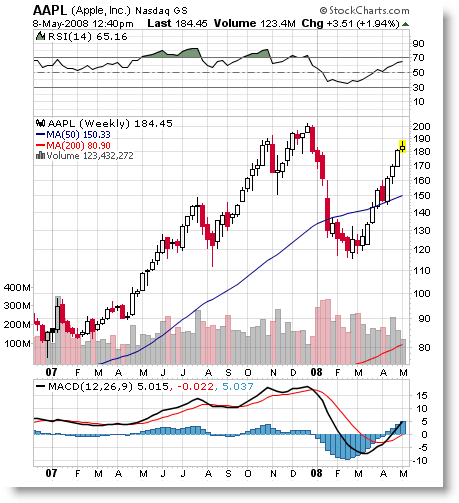 AAPL (Apple, Inc.) Nasdaq GS © StockCharts.com
8-May-2008 12:40pm Last 184.45 Volume 123.4M Chg +3.51 (+1.94%)
RSI(14) 65.16
90
70
50
30
10
AAPL (Weekly) 184.45
MA(50) 150.33
MA(200) 80.90
Volume 123,432,272
200
190
180
170
160
150
140
130
120
110
100
90
80
400M
300M
200M
100M
07 F M A M J J A S O N D 08 F M A M
MACD(12,26,9) 5.015, -0.022, 5.037
15
10
5
0
-5
07 F M A M J J A S O N D 08 F M A M